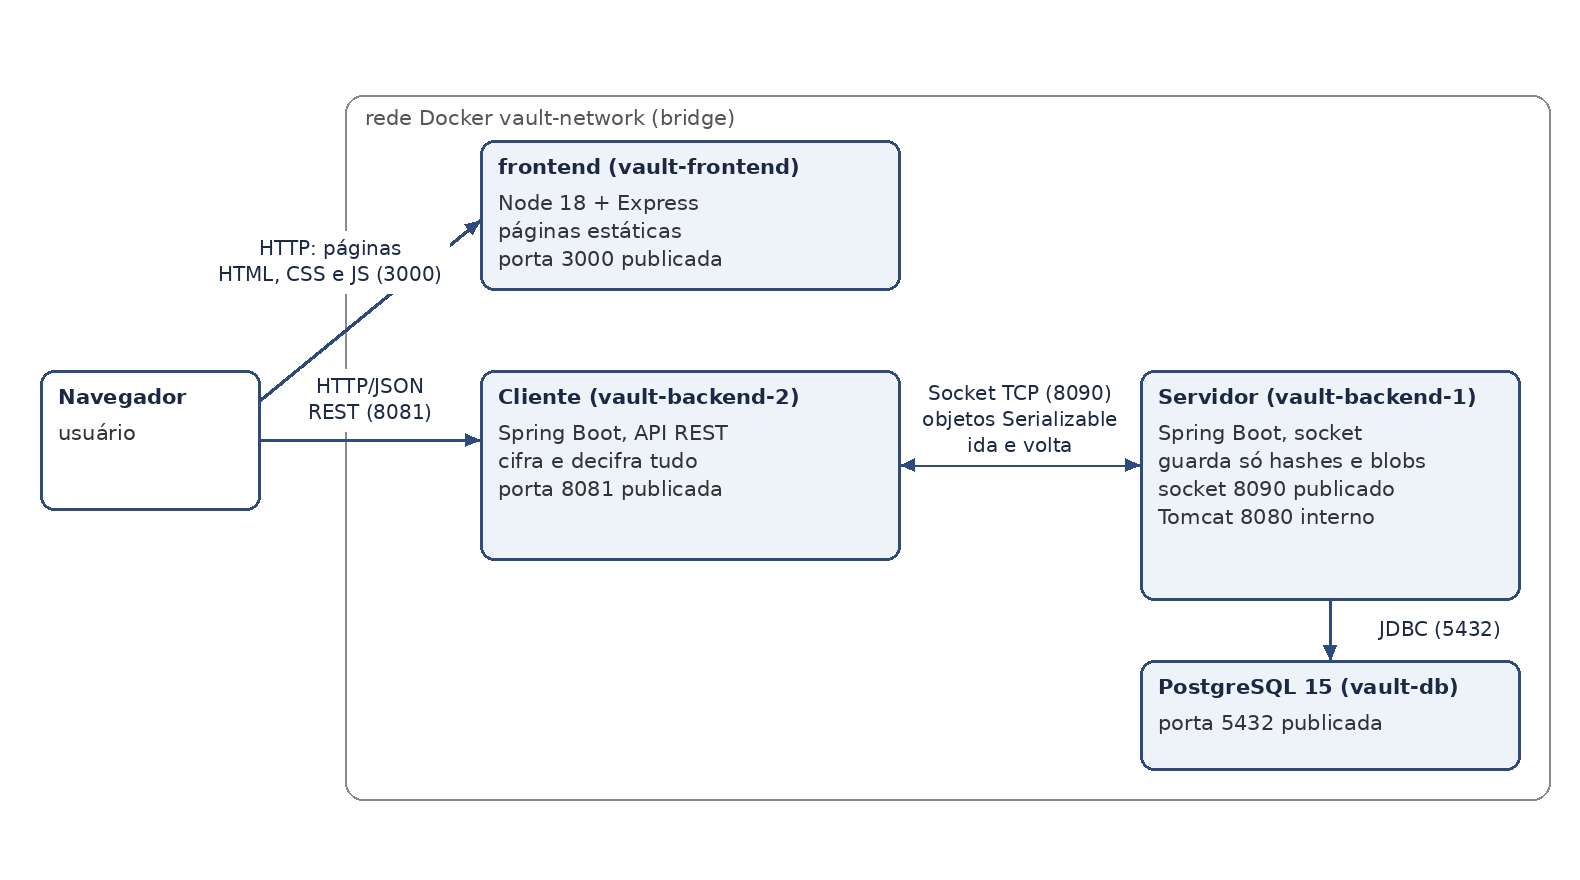 rede Docker vault-network (bridge)
frontend (vault-frontend)
Node 18 + Express
páginas estáticas
porta 3000 publicada
HTTP: páginas
HTML, CSS e JS (3000)
Navegador
usuário
HTTP/JSON
REST (8081)
Cliente (vault-backend-2)
Spring Boot, API REST
cifra e decifra tudo
porta 8081 publicada
Socket TCP (8090)
objetos Serializable
ida e volta
Servidor (vault-backend-1)
Spring Boot, socket
guarda só hashes e blobs
socket 8090 publicado
Tomcat 8080 interno
JDBC (5432)
PostgreSQL 15 (vault-db)
porta 5432 publicada